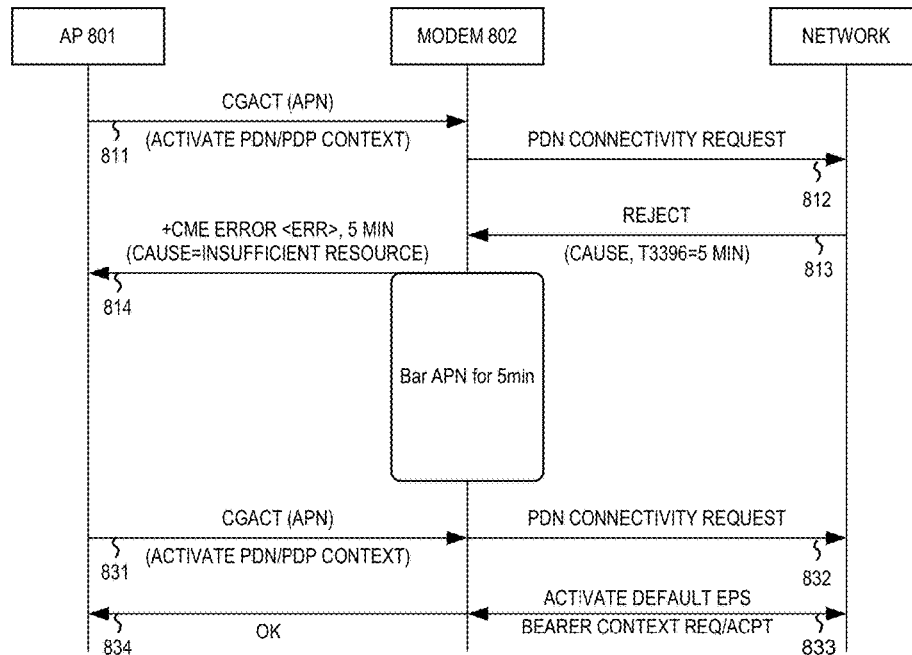 AP 801
MODEM 802
NETWORK
CGACT (APN)
(ACTIVATE PDN/PDP CONTEXT)
811
PDN CONNECTIVITY REQUEST
812
REJECT
(CAUSE, T3396=5 MIN)
813
+CME ERROR <ERR>, 5 MIN
(CAUSE=INSUFFICIENT RESOURCE)
814
Bar APN for 5min
CGACT (APN)
(ACTIVATE PDN/PDP CONTEXT)
831
PDN CONNECTIVITY REQUEST
832
ACTIVATE DEFAULT EPS
BEARER CONTEXT REQ/ACPT
833
OK
834